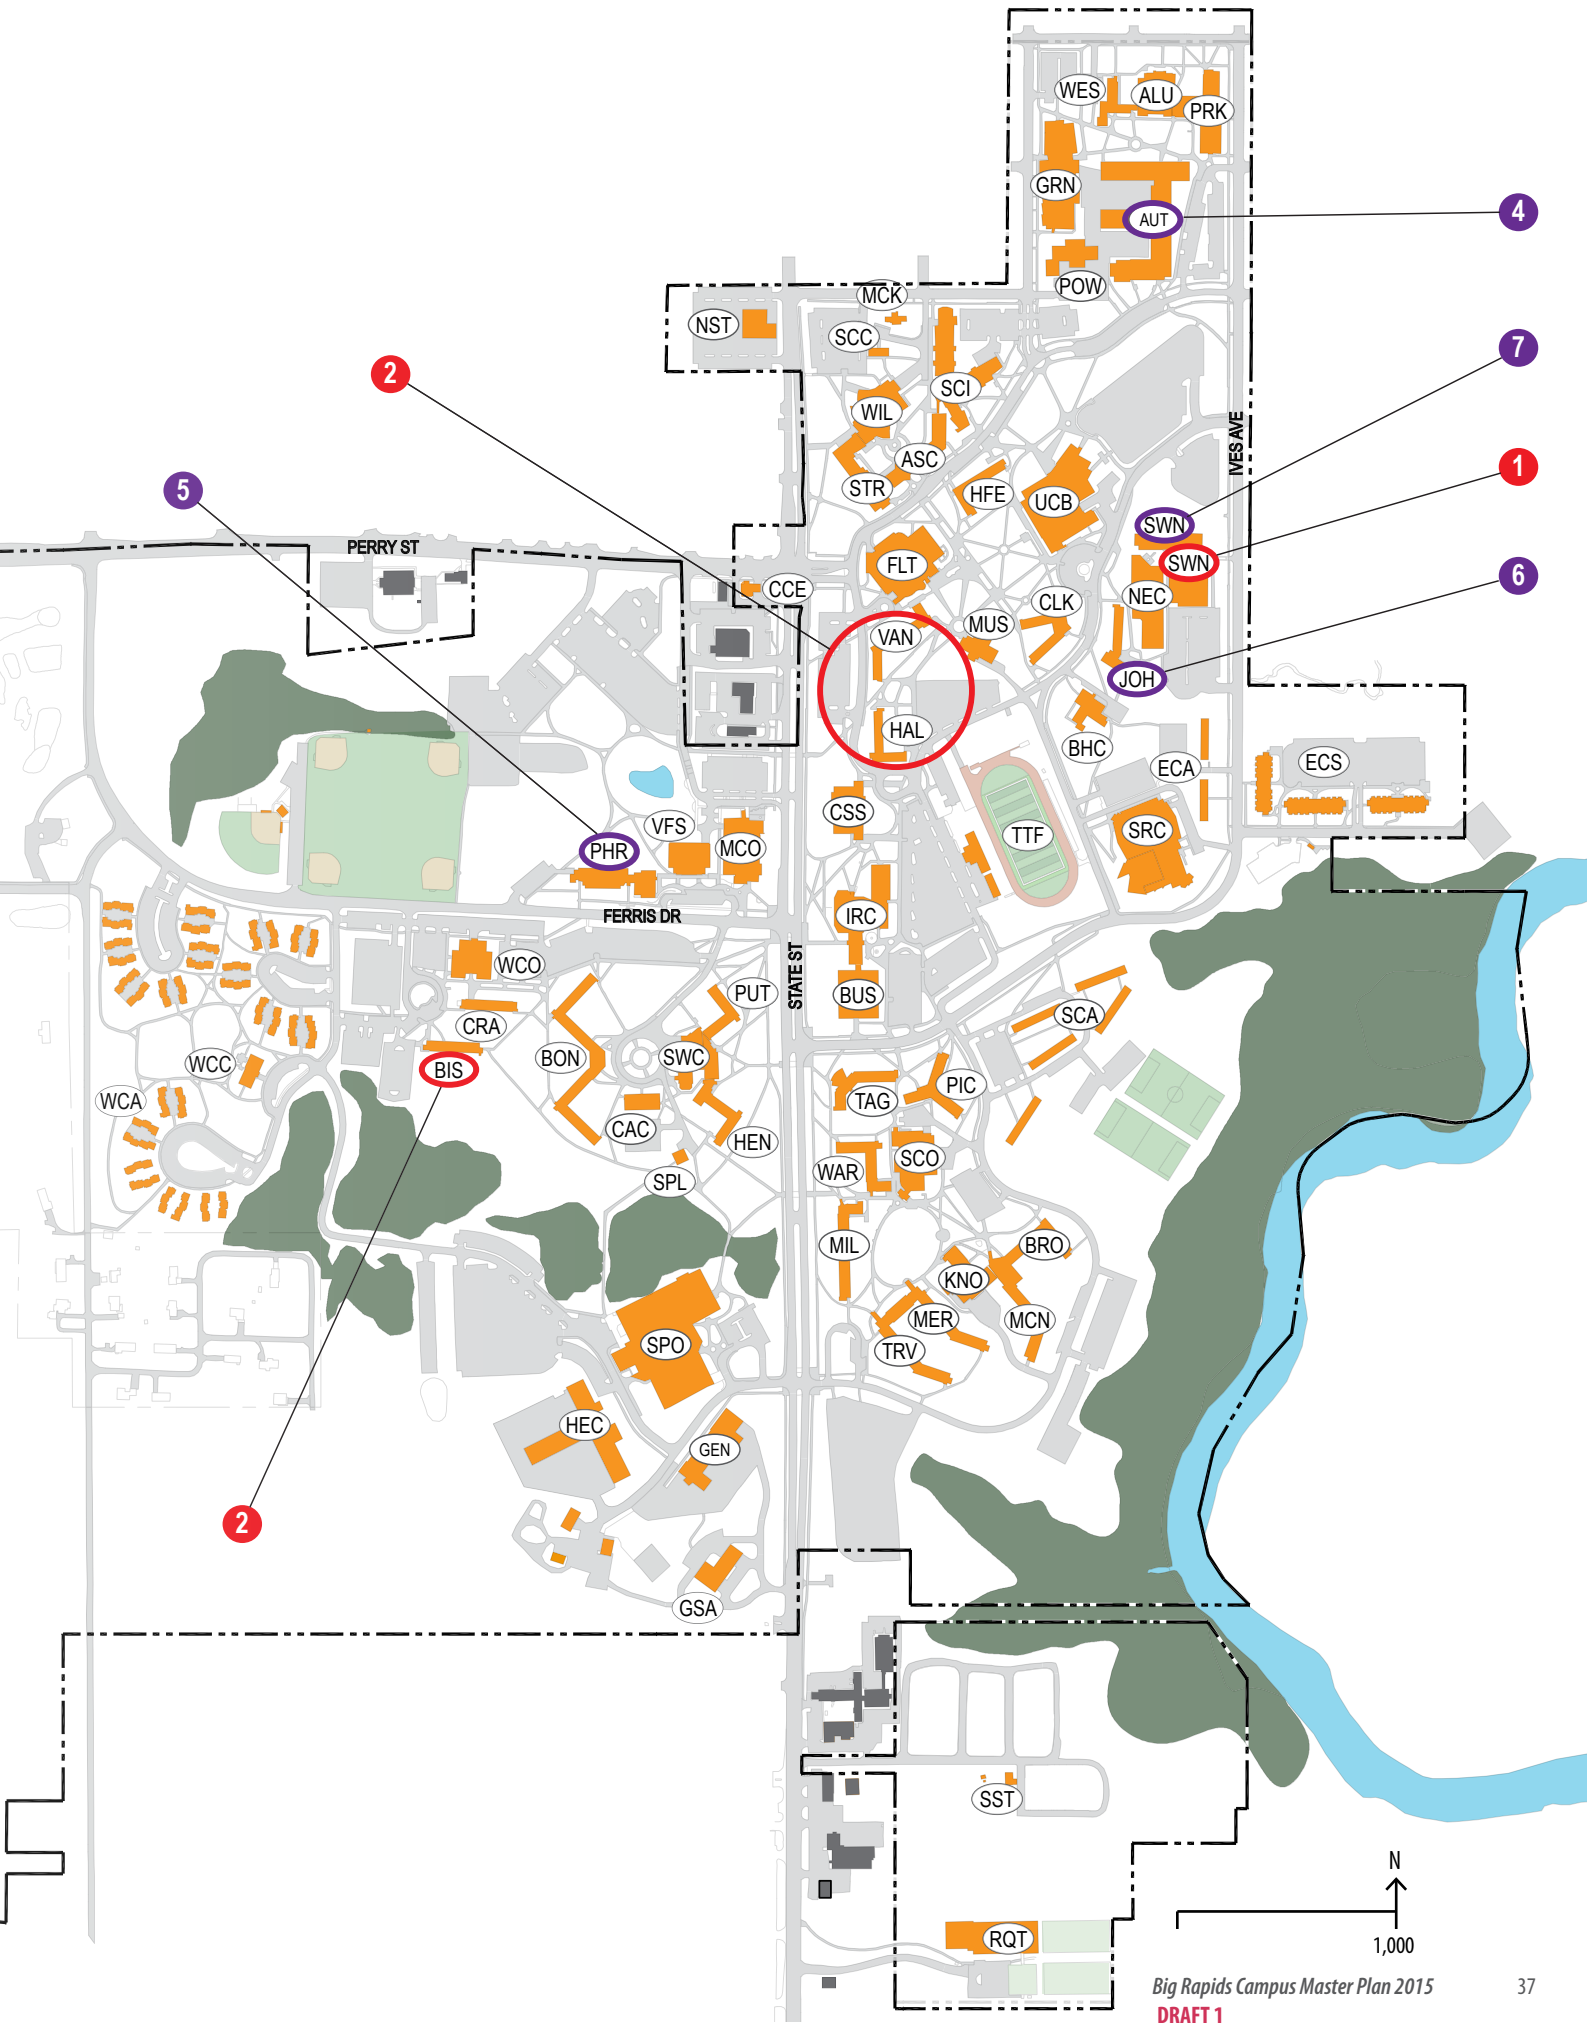 WES
ALU
PRK
GRN
AUT
4
POW
MCK
NST
SCC
7
2
SCI
WIL
IVES AVE
ASC
1
5
STR
HFE
UCB
SWN
PERRY ST
FLT
SWN
6
CCE
NEC
CLK
VAN
MUS
JOH
HAL
BHC
ECA
ECS
CSS
VFS
SRC
TTF
MCO
PHR
FERRIS DR
IRC
WCO
STATE ST
PUT
BUS
SCA
CRA
BON
SWC
WCC
BIS
PIC
WCA
TAG
CAC
HEN
SCO
WAR
SPL
MIL
BRO
KNO
MER
MCN
SPO
TRV
HEC
GEN
2
GSA
SST
N
RQT
1,000
Big Rapids Campus Master Plan 2015 37
DRAFT 1